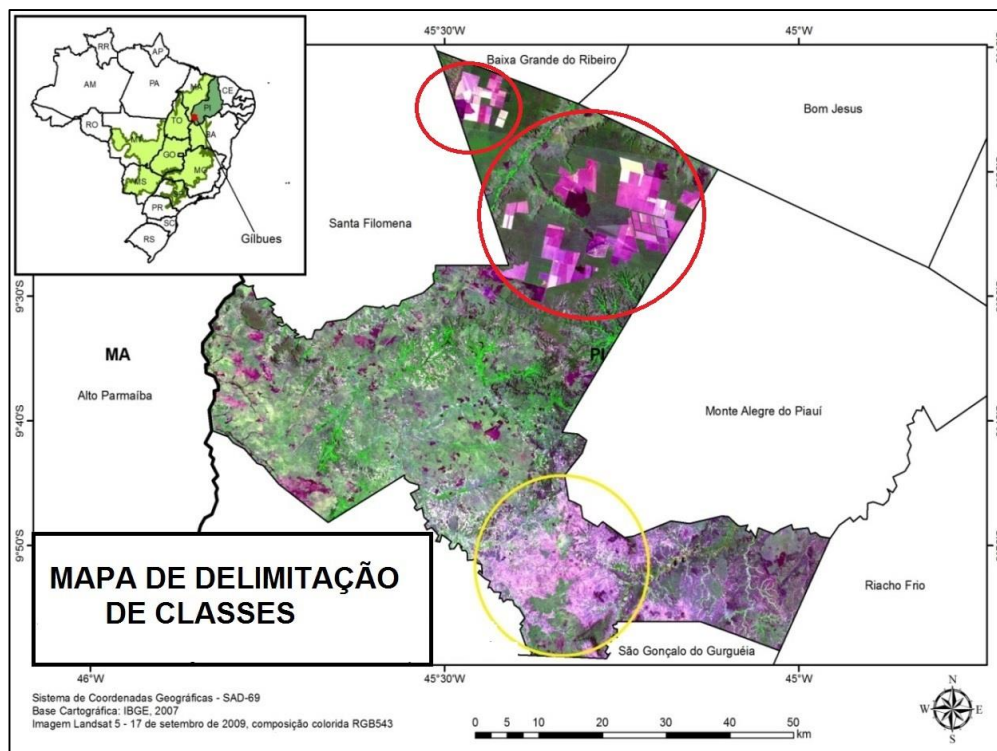 45°30'W
45°W
RR
AP
AM
PA
MA
CE
PI
TO
RO
BA
MT
GO
MG
MS
PR
SC
RS
Gilbues
Baixa Grande do Ribeiro
Bom Jesus
Santa Filomena
9°30'S
MA
PI
Alto Parmaíba
9°40'S
Monte Alegre do Piauí
9°50'S
MAPA DE DELIMITAÇÃO
DE CLASSES
Riacho Frio
São Gonçalo do Gurguéia
46°W
45°30'W
45°W
Sistema de Coordenadas Geográficas - SAD-69
Base Cartográfica: IBGE, 2007
Imagem Landsat 5 - 17 de setembro de 2009, composição colorida RGB543
0 5 10 20 30 40 50
km
N
W E
S